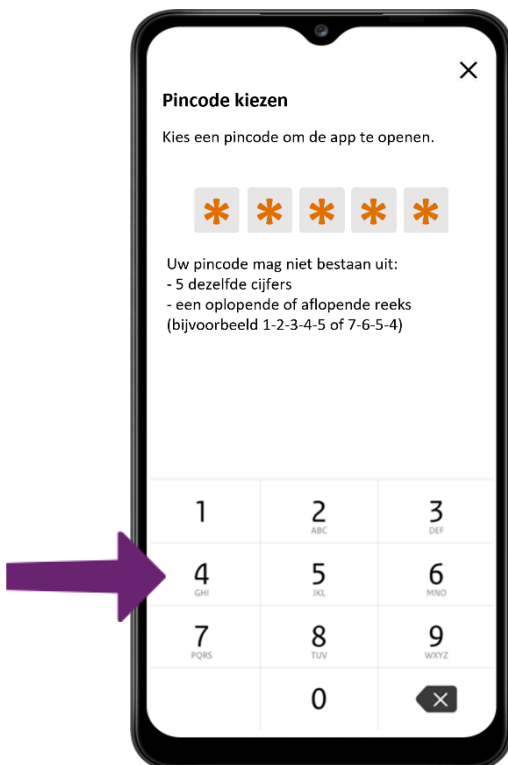 Pincode kiezen
Kies een pincode om de app te openen.
* * * * *
Uw pincode mag niet bestaan uit:
- 5 dezelfde cijfers
- een oplopende of aflopende reeks
(bijvoorbeeld 1-2-3-4-5 of 7-6-5-4)
1 2 3
ABC DEF
4 5 6
GHI JKL MNO
7 8 9
PQRS TUV WXYZ
0